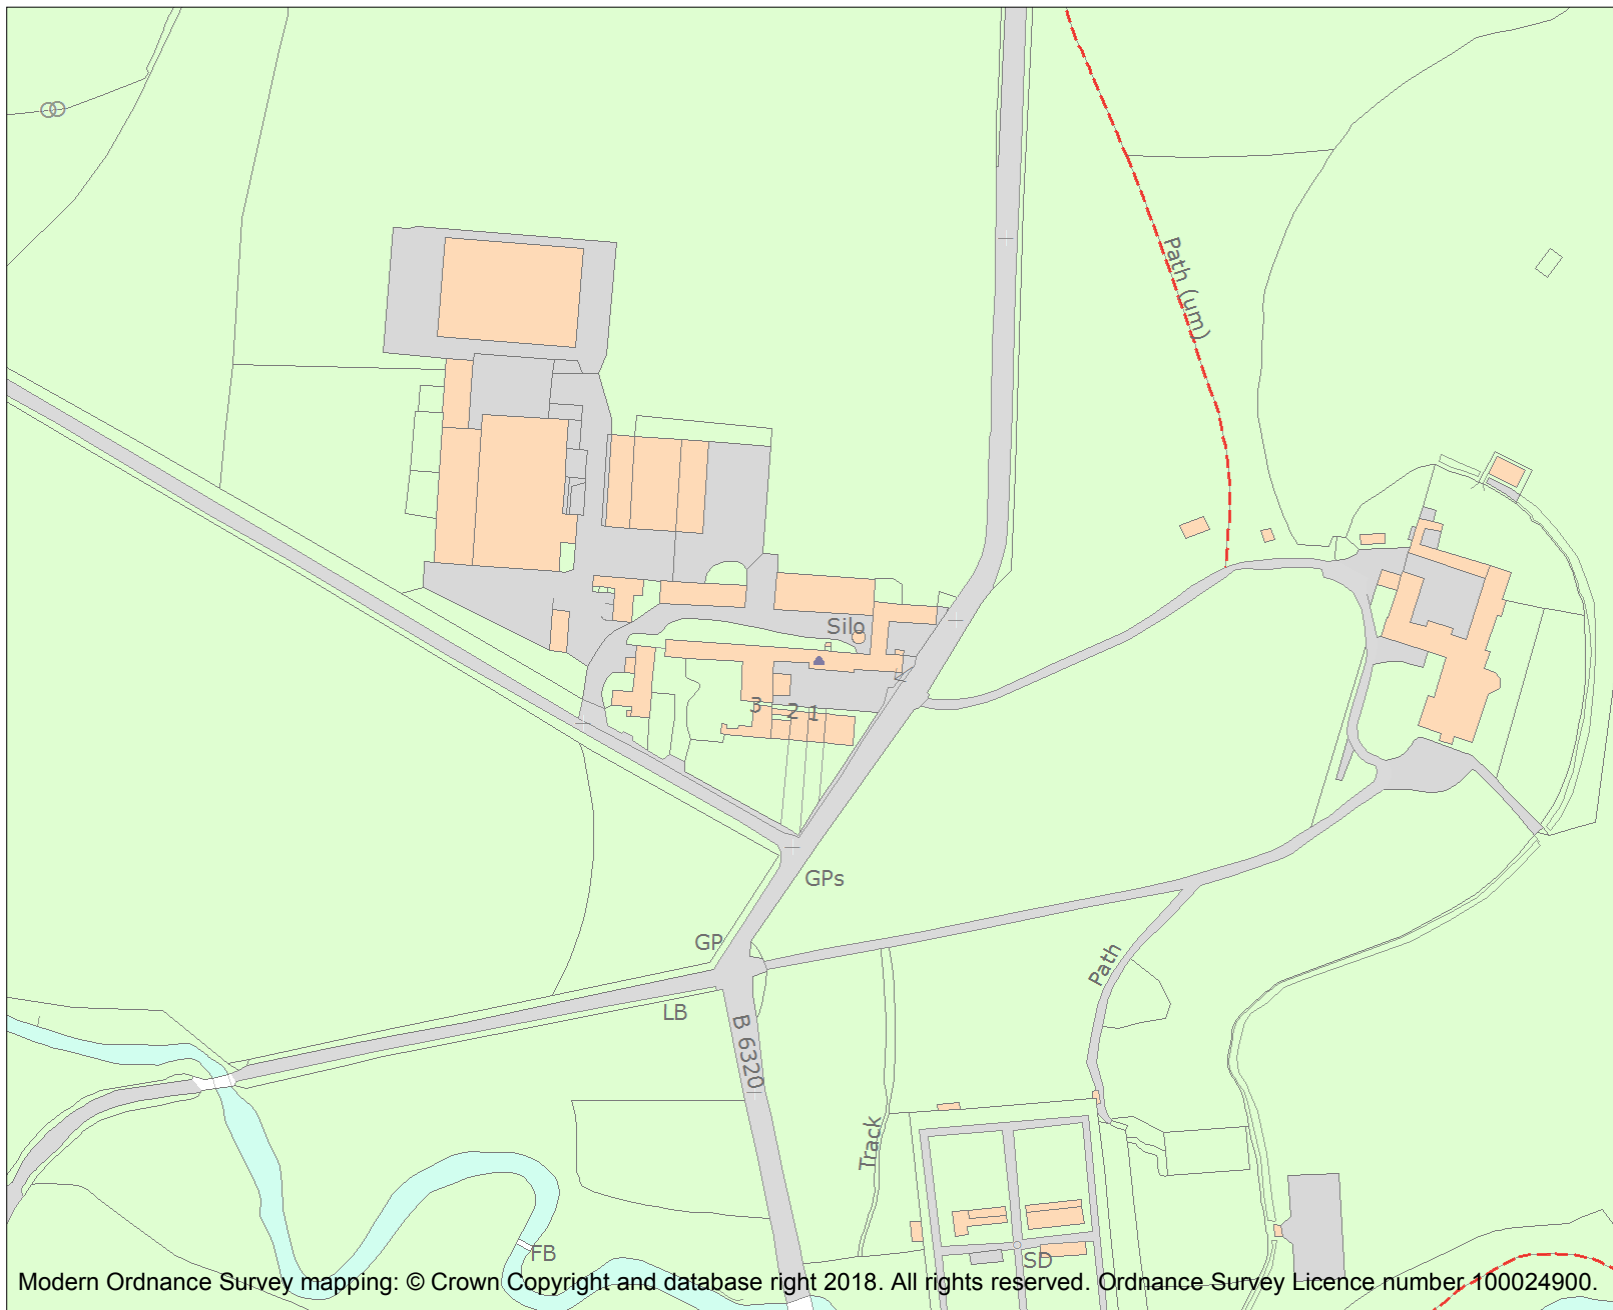 Path (um)
Silo
3 2 1
GPs
GP
Path
LB
B 6320
Track
FB
SD
Modern Ordnance Survey mapping: © Crown Copyright and database right 2018. All rights reserved. Ordnance Survey Licence number 100024900.